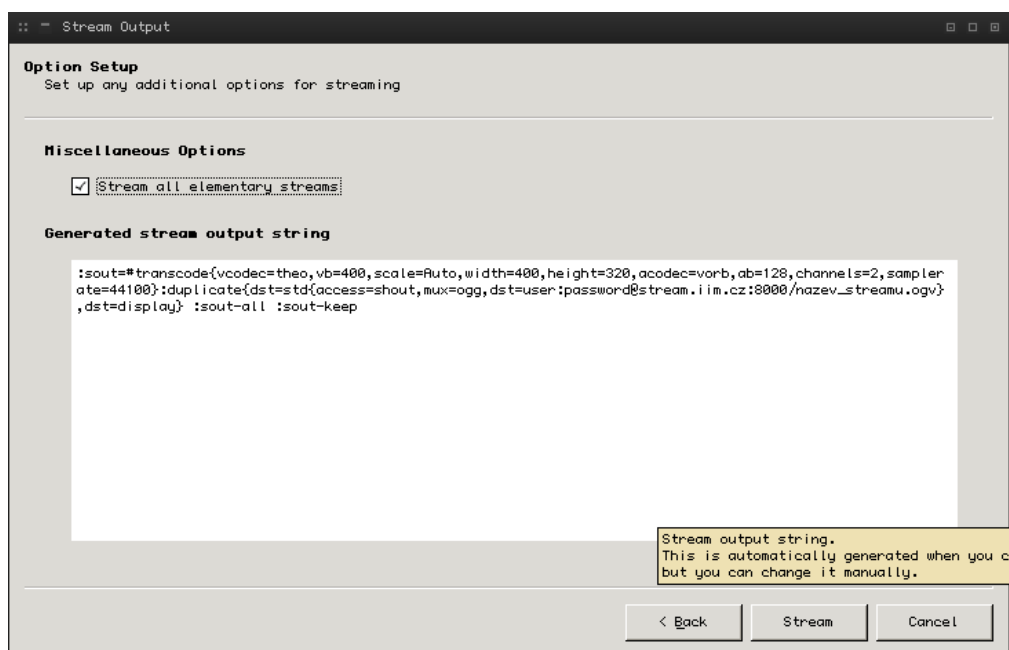 Stream Output
Option Setup
Set up any additional options for streaming
Miscellaneous Options
Stream all elementary streams
Generated stream output string
:sout=#transcode{vcodec=theo,vb=400,scale=Auto,width=400,height=320,acodec=vorb,ab=128,channels=2,sampler
ate=44100}:duplicate{dst=std{access=shout,mux=ogg,dst=user:password@stream.iim.cz:8000/nazev_streamu.ogv}
,dst=display} :sout-all :sout-keep
Stream output string.
This is automatically generated when you c
but you can change it manually.
< Back
Stream
Cancel